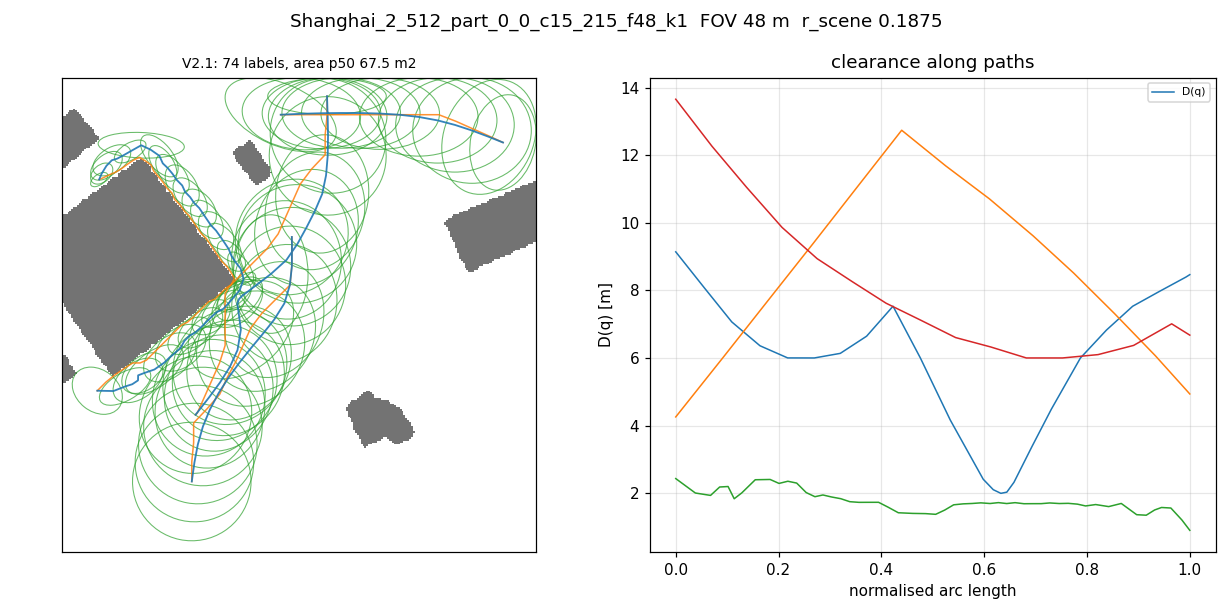 Shanghai_2_512_part_0_0_c15_215_f48_k1  FOV 48 m  r_scene 0.1875
V2.1: 74 labels, area p50 67.5 m2
clearance along paths
D(q)
D(q) [m]
14
12
10
8
6
4
2
0.0 0.2 0.4 0.6 0.8 1.0
normalised arc length